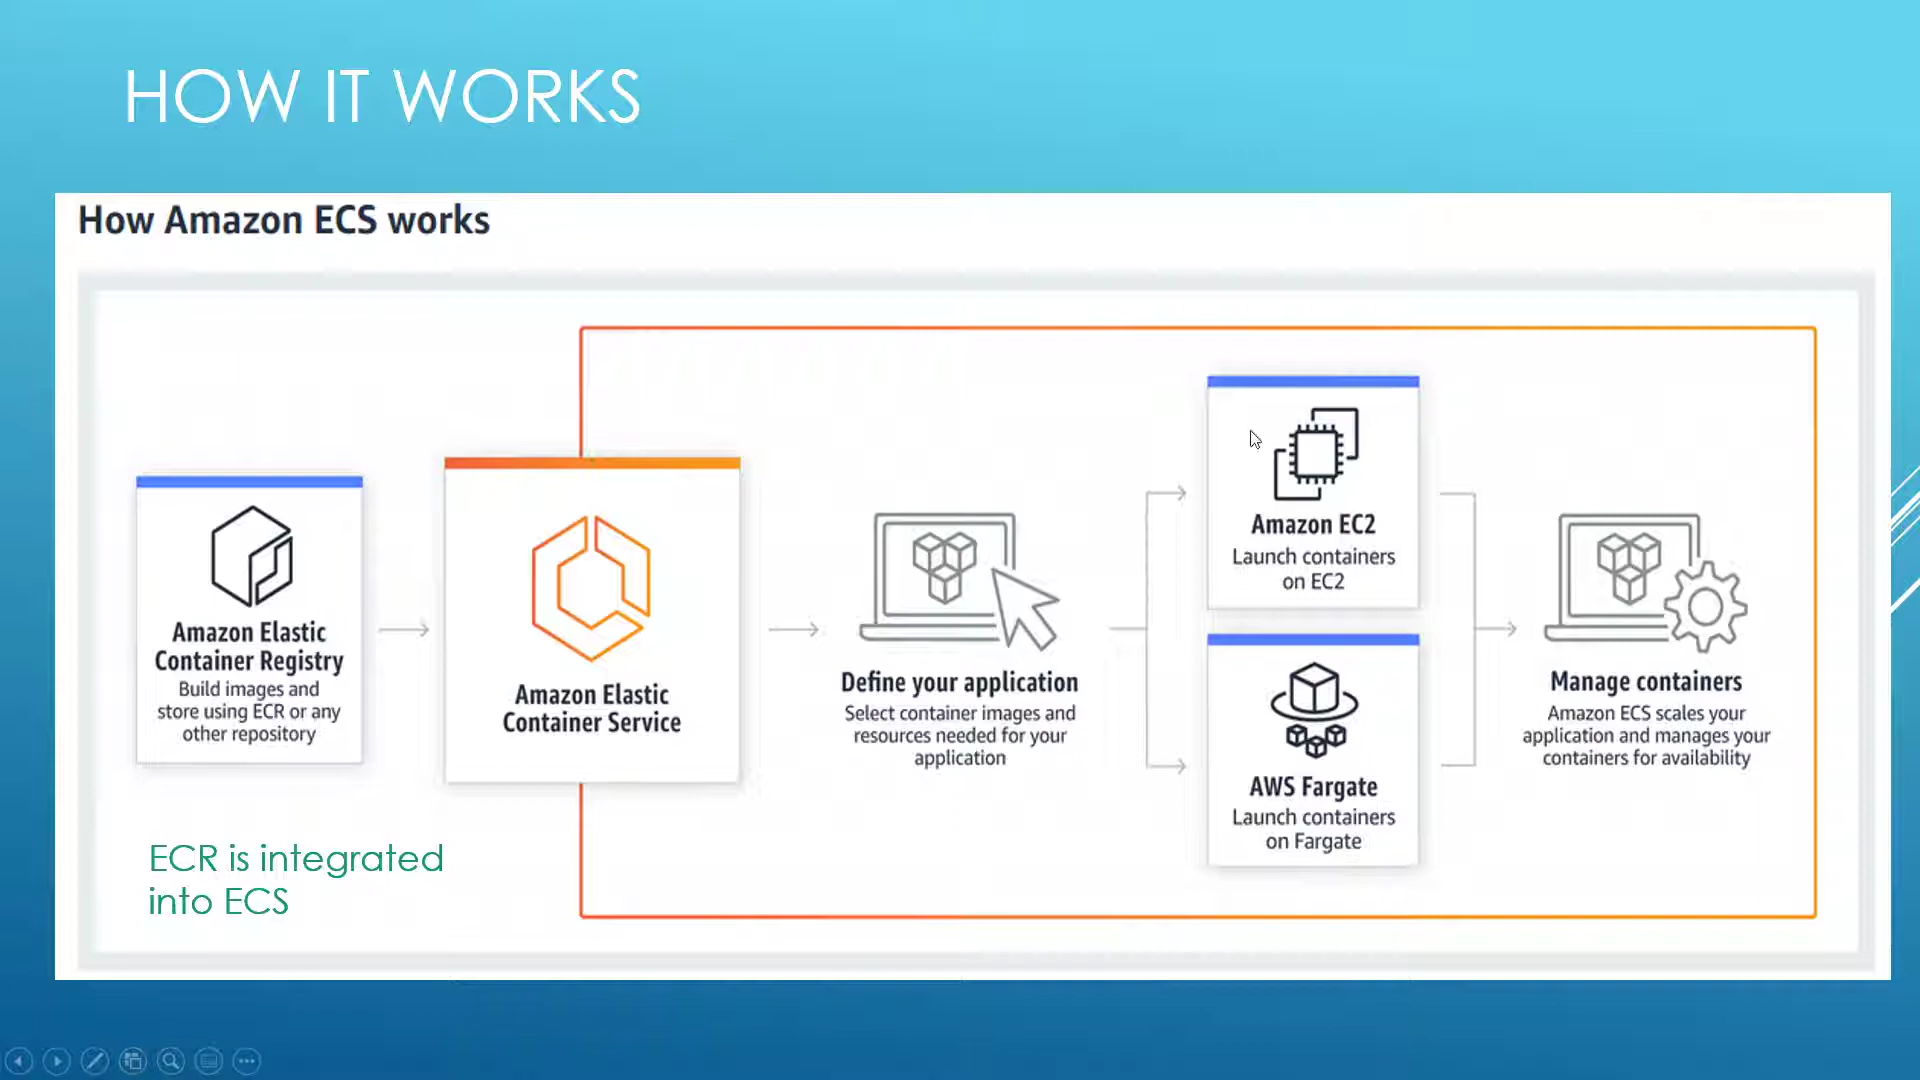 HOW IT WORKS
How Amazon ECS works
Amazon Elastic
Container Registry
Build images and
store using ECR or any
other repository
Amazon Elastic
Container Service
Define your application
Select container images and
resources needed for your
application
Amazon EC2
Launch containers
on EC2
AWS Fargate
Launch containers
on Fargate
Manage containers
Amazon ECS scales your
application and manages your
containers for availability
ECR is integrated
into ECS